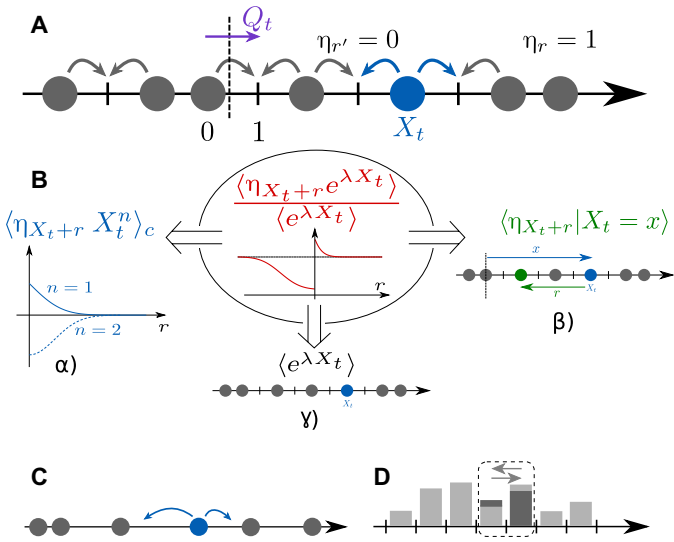 A
Q_t
η_{r'} = 0
η_r = 1
0
1
X_t
B
⟨η_{X_t+r} X_t^n⟩_c
n = 1
n = 2
r
α)
⟨η_{X_t+r} e^{λX_t}⟩
⟨e^{λX_t}⟩
r
⟨η_{X_t+r}|X_t = x⟩
x
r
X_t
β)
⟨e^{λX_t}⟩
X_t
γ)
C
D